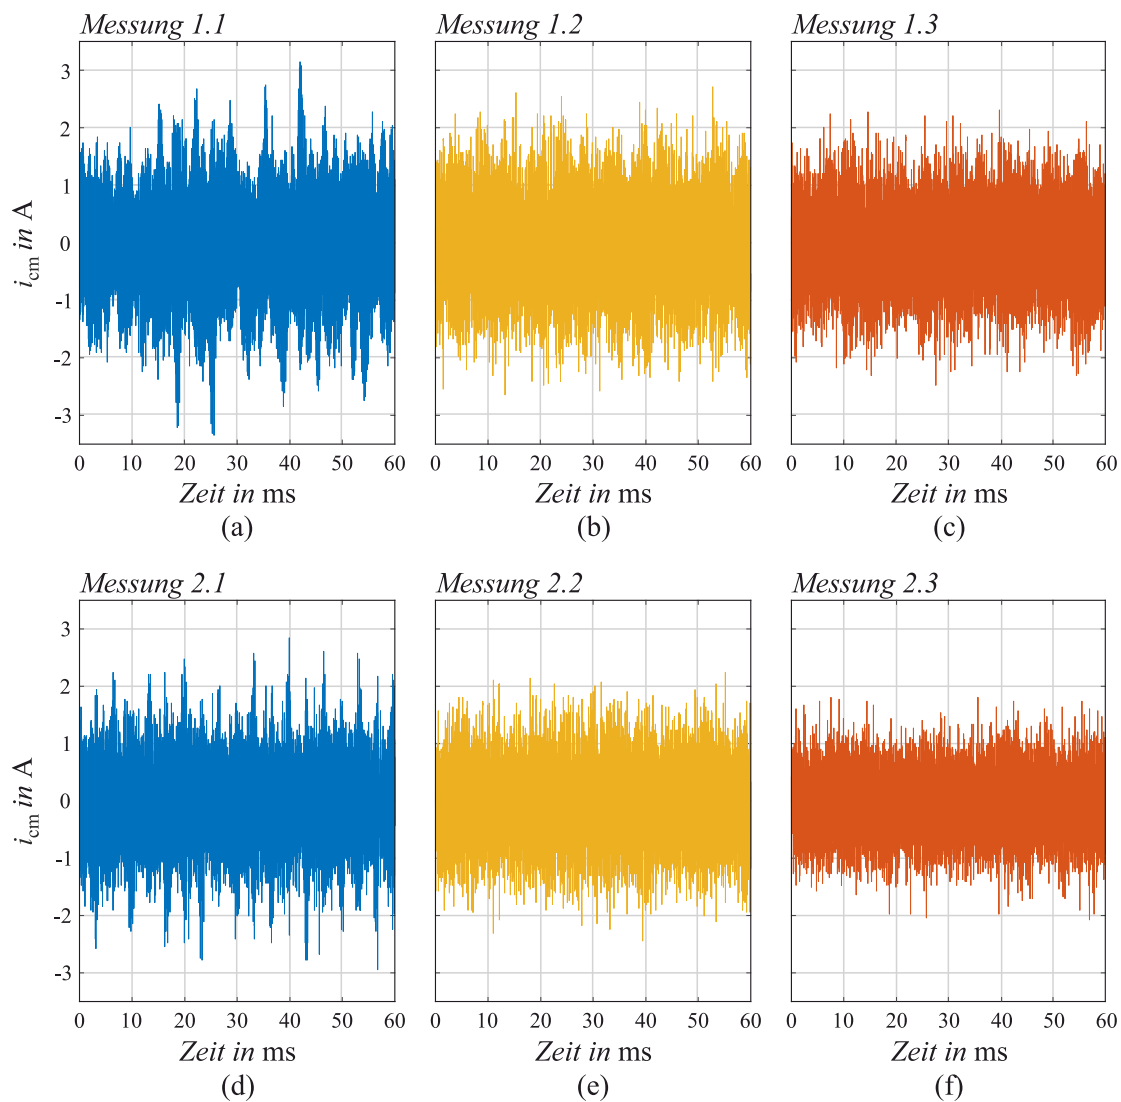 Messung 1.1 Messung 1.2 Messung 1.3
3
2
1
0
-1
-2
-3
i_cm in A
0 10 20 30 40 50 60 0 10 20 30 40 50 60 0 10 20 30 40 50 60
Zeit in ms Zeit in ms Zeit in ms
(a) (b) (c)
Messung 2.1 Messung 2.2 Messung 2.3
3
2
1
0
-1
-2
-3
i_cm in A
0 10 20 30 40 50 60 0 10 20 30 40 50 60 0 10 20 30 40 50 60
Zeit in ms Zeit in ms Zeit in ms
(d) (e) (f)